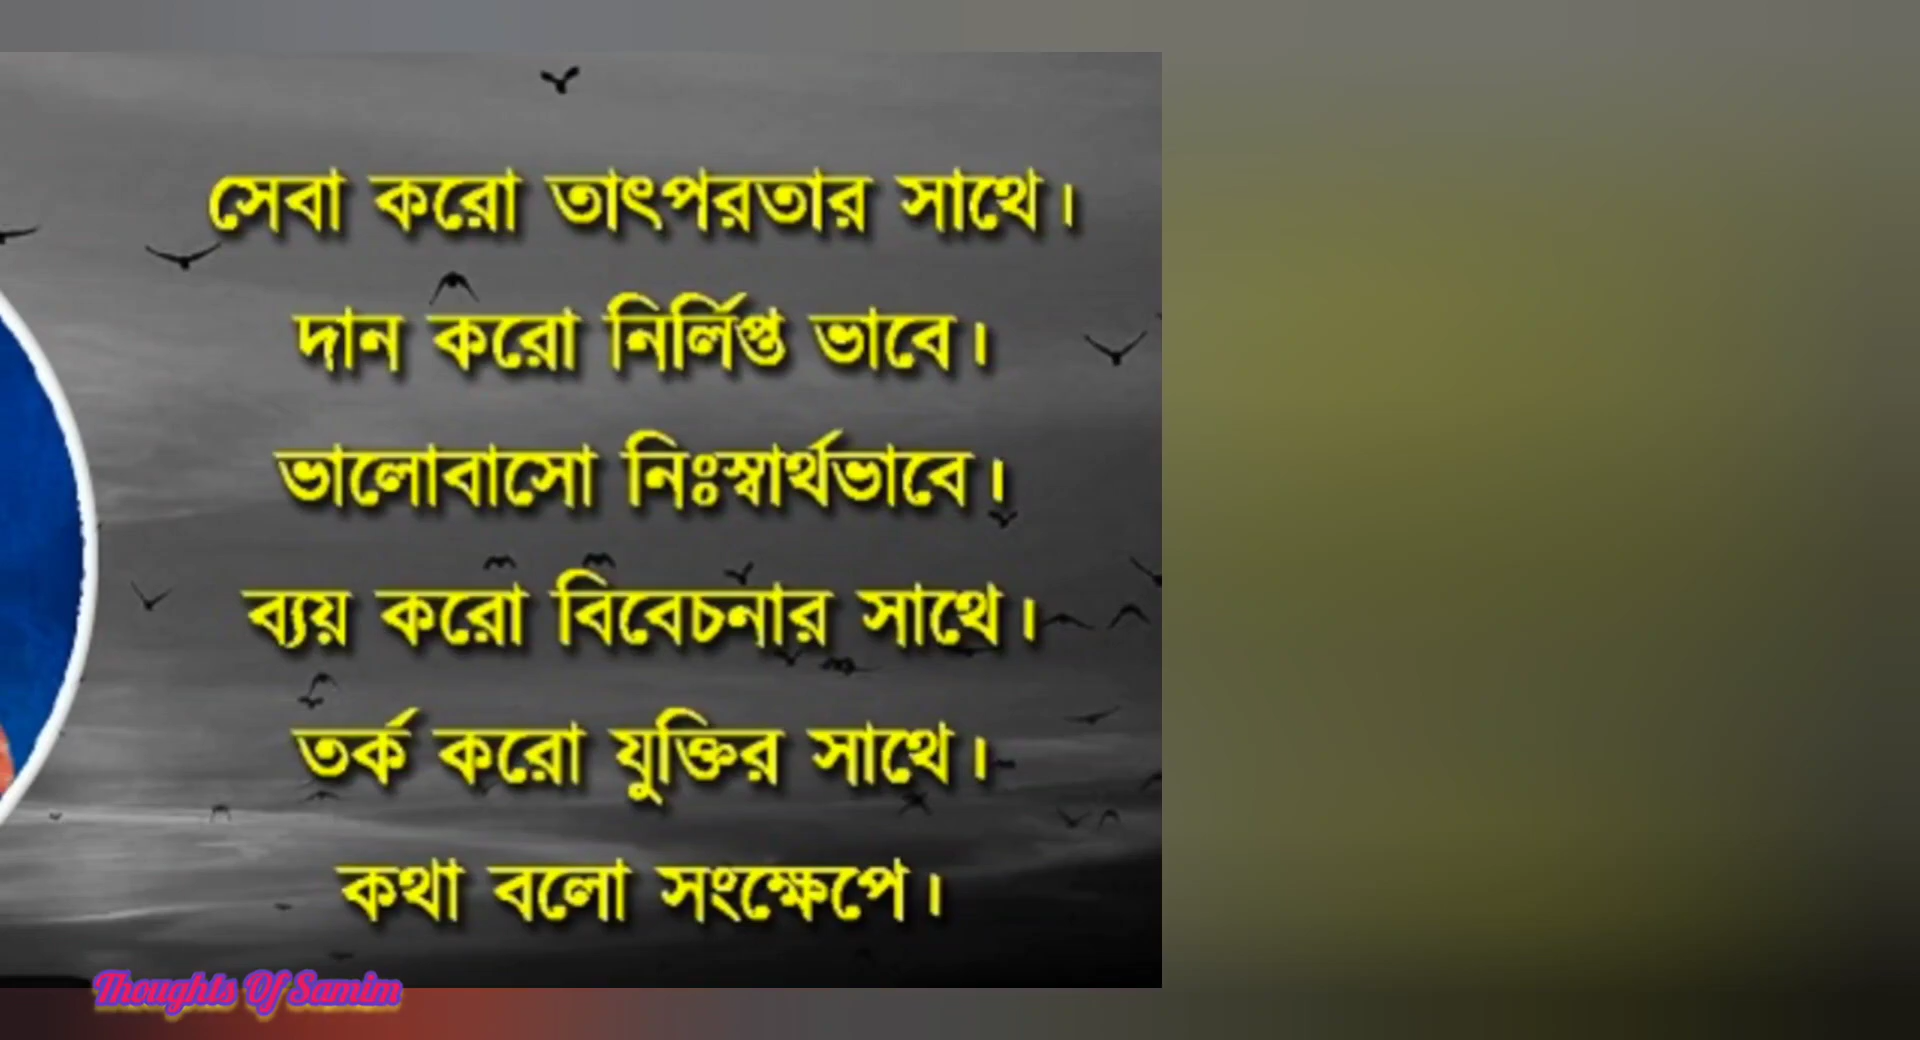 সেবা করো তাৎপরতার সাথে।
দান করো নির্লিপ্ত ভাবে।
ভালোবাসো নিঃস্বার্থভাবে।
ব্যয় করো বিবেচনার সাথে।
তর্ক করো যুক্তির সাথে।
কথা বলো সংক্ষেপে।
Thoughts Of Samim